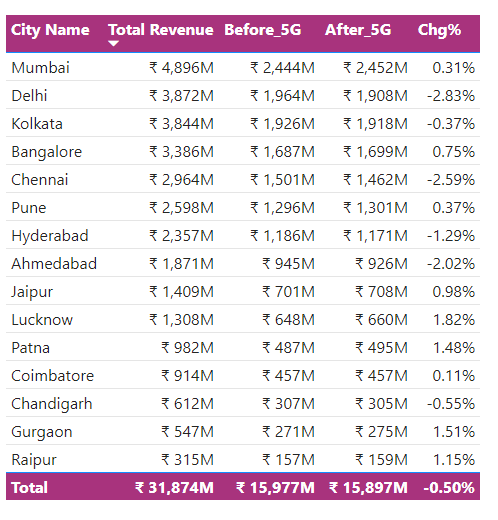 City Name Total Revenue Before_5G After_5G Chg%
Mumbai ₹ 4,896M ₹ 2,444M ₹ 2,452M 0.31%
Delhi ₹ 3,872M ₹ 1,964M ₹ 1,908M -2.83%
Kolkata ₹ 3,844M ₹ 1,926M ₹ 1,918M -0.37%
Bangalore ₹ 3,386M ₹ 1,687M ₹ 1,699M 0.75%
Chennai ₹ 2,964M ₹ 1,501M ₹ 1,462M -2.59%
Pune ₹ 2,598M ₹ 1,296M ₹ 1,301M 0.37%
Hyderabad ₹ 2,357M ₹ 1,186M ₹ 1,171M -1.29%
Ahmedabad ₹ 1,871M ₹ 945M ₹ 926M -2.02%
Jaipur ₹ 1,409M ₹ 701M ₹ 708M 0.98%
Lucknow ₹ 1,308M ₹ 648M ₹ 660M 1.82%
Patna ₹ 982M ₹ 487M ₹ 495M 1.48%
Coimbatore ₹ 914M ₹ 457M ₹ 457M 0.11%
Chandigarh ₹ 612M ₹ 307M ₹ 305M -0.55%
Gurgaon ₹ 547M ₹ 271M ₹ 275M 1.51%
Raipur ₹ 315M ₹ 157M ₹ 159M 1.15%
Total ₹ 31,874M ₹ 15,977M ₹ 15,897M -0.50%